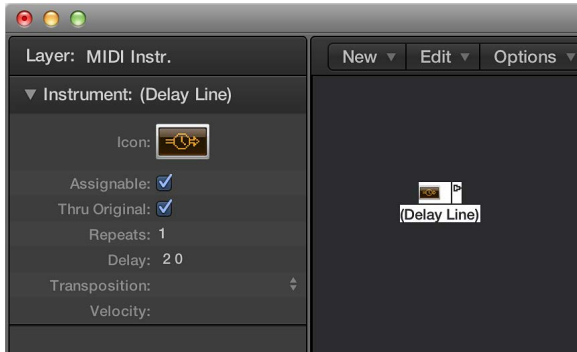 Layer: MIDI Instr.
New Edit Options
Instrument: (Delay Line)
Icon:
Assignable:
Thru Original:
Repeats: 1
Delay: 2 0
Transposition:
Velocity:
(Delay Line)